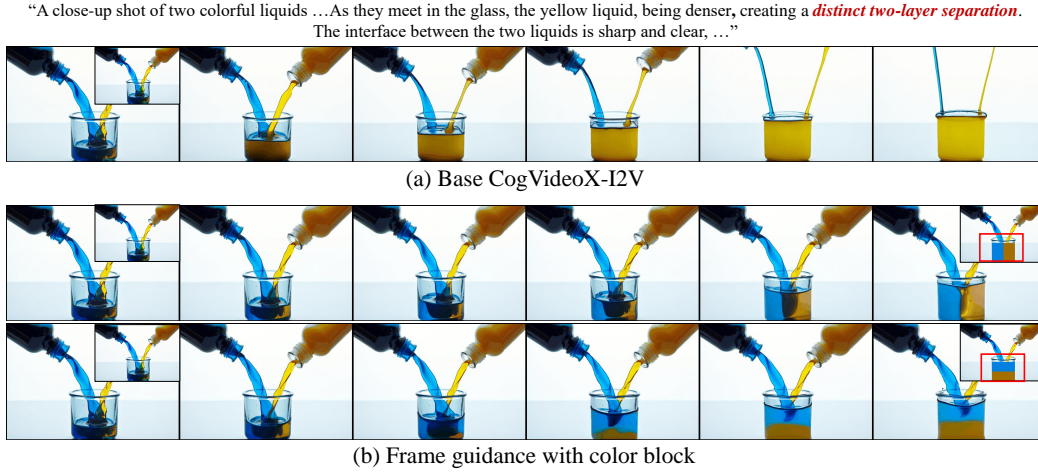 “A close-up shot of two colorful liquids …As they meet in the glass, the yellow liquid, being denser, creating a distinct two-layer separation.
The interface between the two liquids is sharp and clear, …”
(a) Base CogVideoX-I2V
(b) Frame guidance with color block